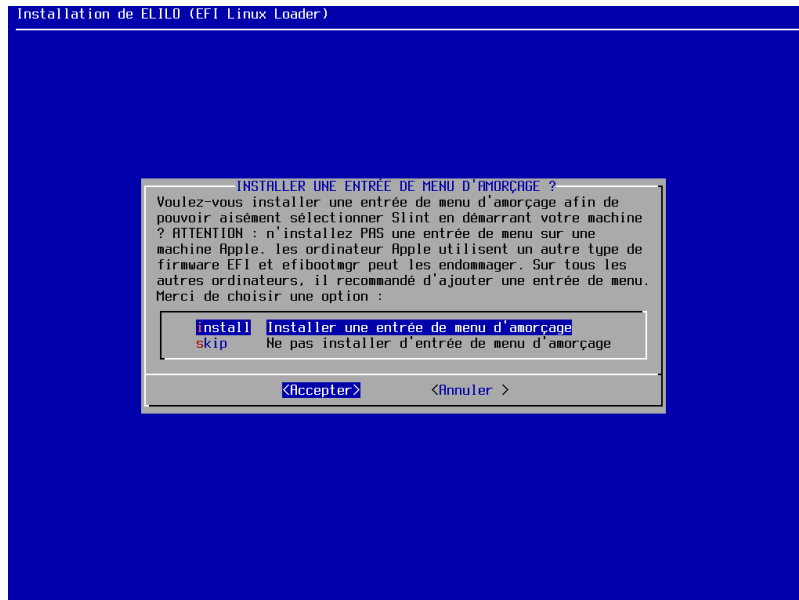 Installation de ELILO (EFI Linux Loader)
INSTALLER UNE ENTRÉE DE MENU D'AMORÇAGE ?
Voulez-vous installer une entrée de menu d'amorçage afin de
pouvoir aisément sélectionner Slint en démarrant votre machine
? ATTENTION : n'installez PAS une entrée de menu sur une
machine Apple. les ordinateur Apple utilisent un autre type de
firmware EFI et efibootmgr peut les endommager. Sur tous les
autres ordinateurs, il recommandé d'ajouter une entrée de menu.
Merci de choisir une option :
install Installer une entrée de menu d'amorçage
skip Ne pas installer d'entrée de menu d'amorçage
<Accepter> <Annuler >